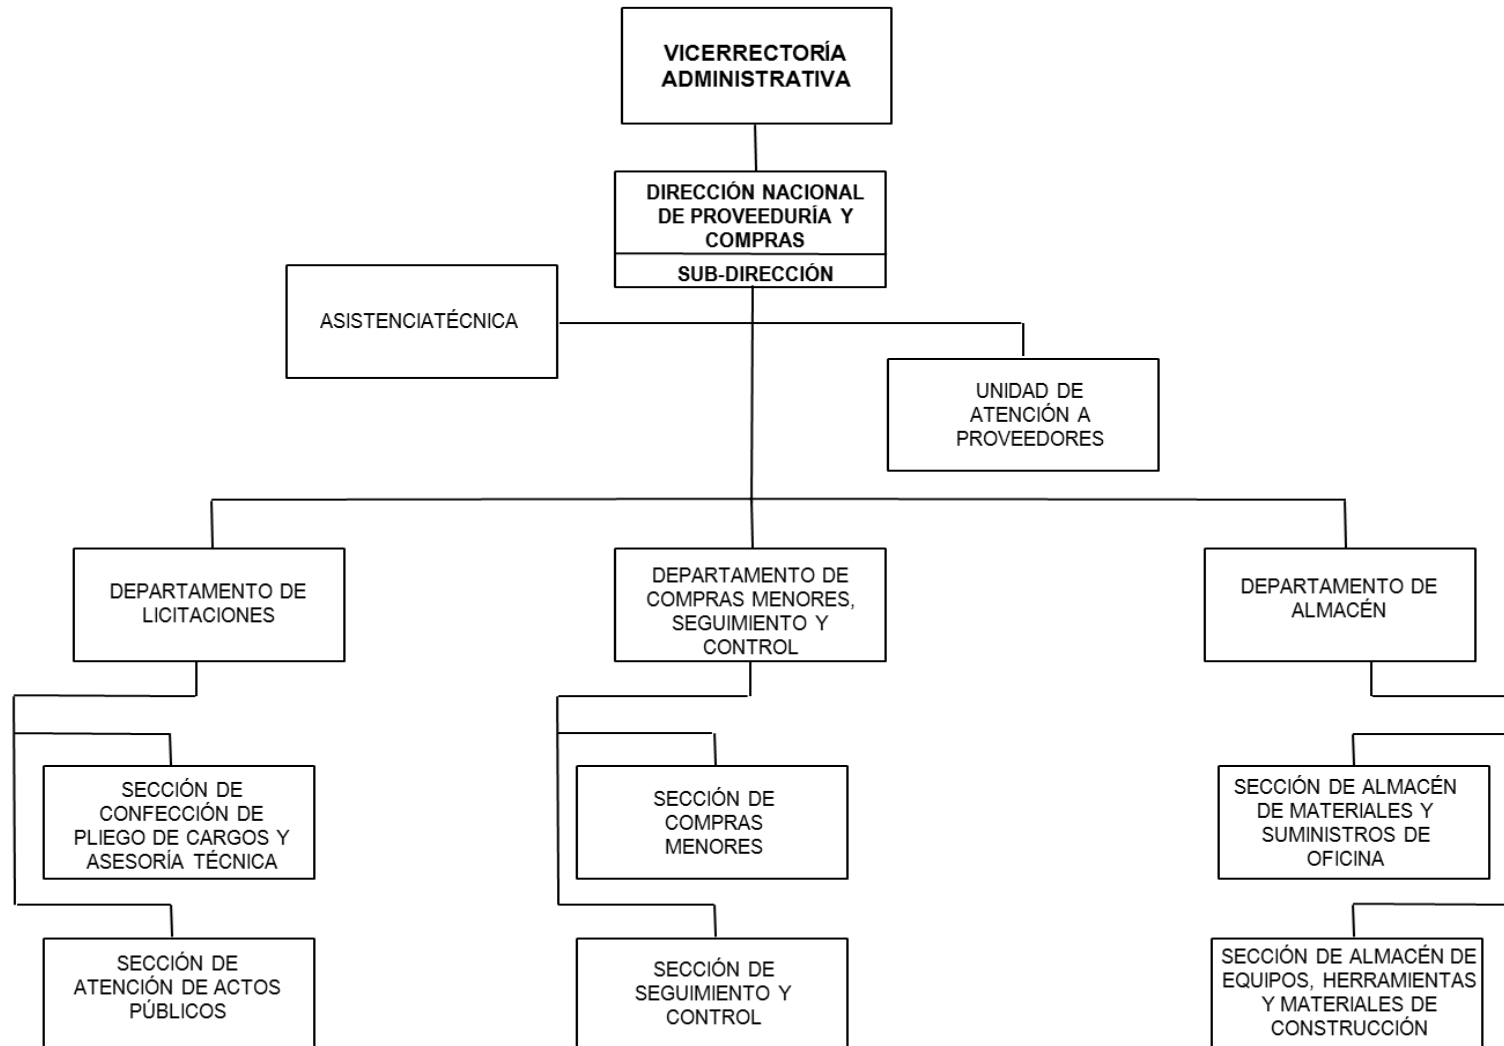 VICERRECTORÍA
ADMINISTRATIVA
DIRECCIÓN NACIONAL
DE PROVEEDURÍA Y
COMPRAS
SUB-DIRECCIÓN
ASISTENCIATÉCNICA
UNIDAD DE
ATENCIÓN A
PROVEEDORES
DEPARTAMENTO DE
LICITACIONES
DEPARTAMENTO DE
COMPRAS MENORES,
SEGUIMIENTO Y
CONTROL
DEPARTAMENTO DE
ALMACÉN
SECCIÓN DE
CONFECCIÓN DE
PLIEGO DE CARGOS Y
ASESORÍA TÉCNICA
SECCIÓN DE
COMPRAS
MENORES
SECCIÓN DE ALMACÉN
DE MATERIALES Y
SUMINISTROS DE
OFICINA
SECCIÓN DE
ATENCIÓN DE ACTOS
PÚBLICOS
SECCIÓN DE
SEGUIMIENTO Y
CONTROL
SECCIÓN DE ALMACÉN DE
EQUIPOS, HERRAMIENTAS
Y MATERIALES DE
CONSTRUCCIÓN